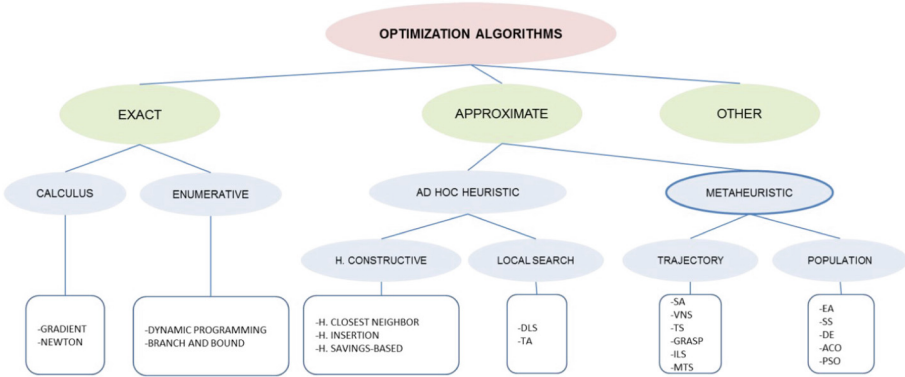 OPTIMIZATION ALGORITHMS
EXACT
APPROXIMATE
OTHER
CALCULUS
ENUMERATIVE
AD HOC HEURISTIC
METAHEURISTIC
H. CONSTRUCTIVE
LOCAL SEARCH
TRAJECTORY
POPULATION
-GRADIENT
-NEWTON
-DYNAMIC PROGRAMMING
-BRANCH AND BOUND
-H. CLOSEST NEIGHBOR
-H. INSERTION
-H. SAVINGS-BASED
-DLS
-TA
-SA
-VNS
-TS
-GRASP
-ILS
-MTS
-EA
-SS
-DE
-ACO
-PSO